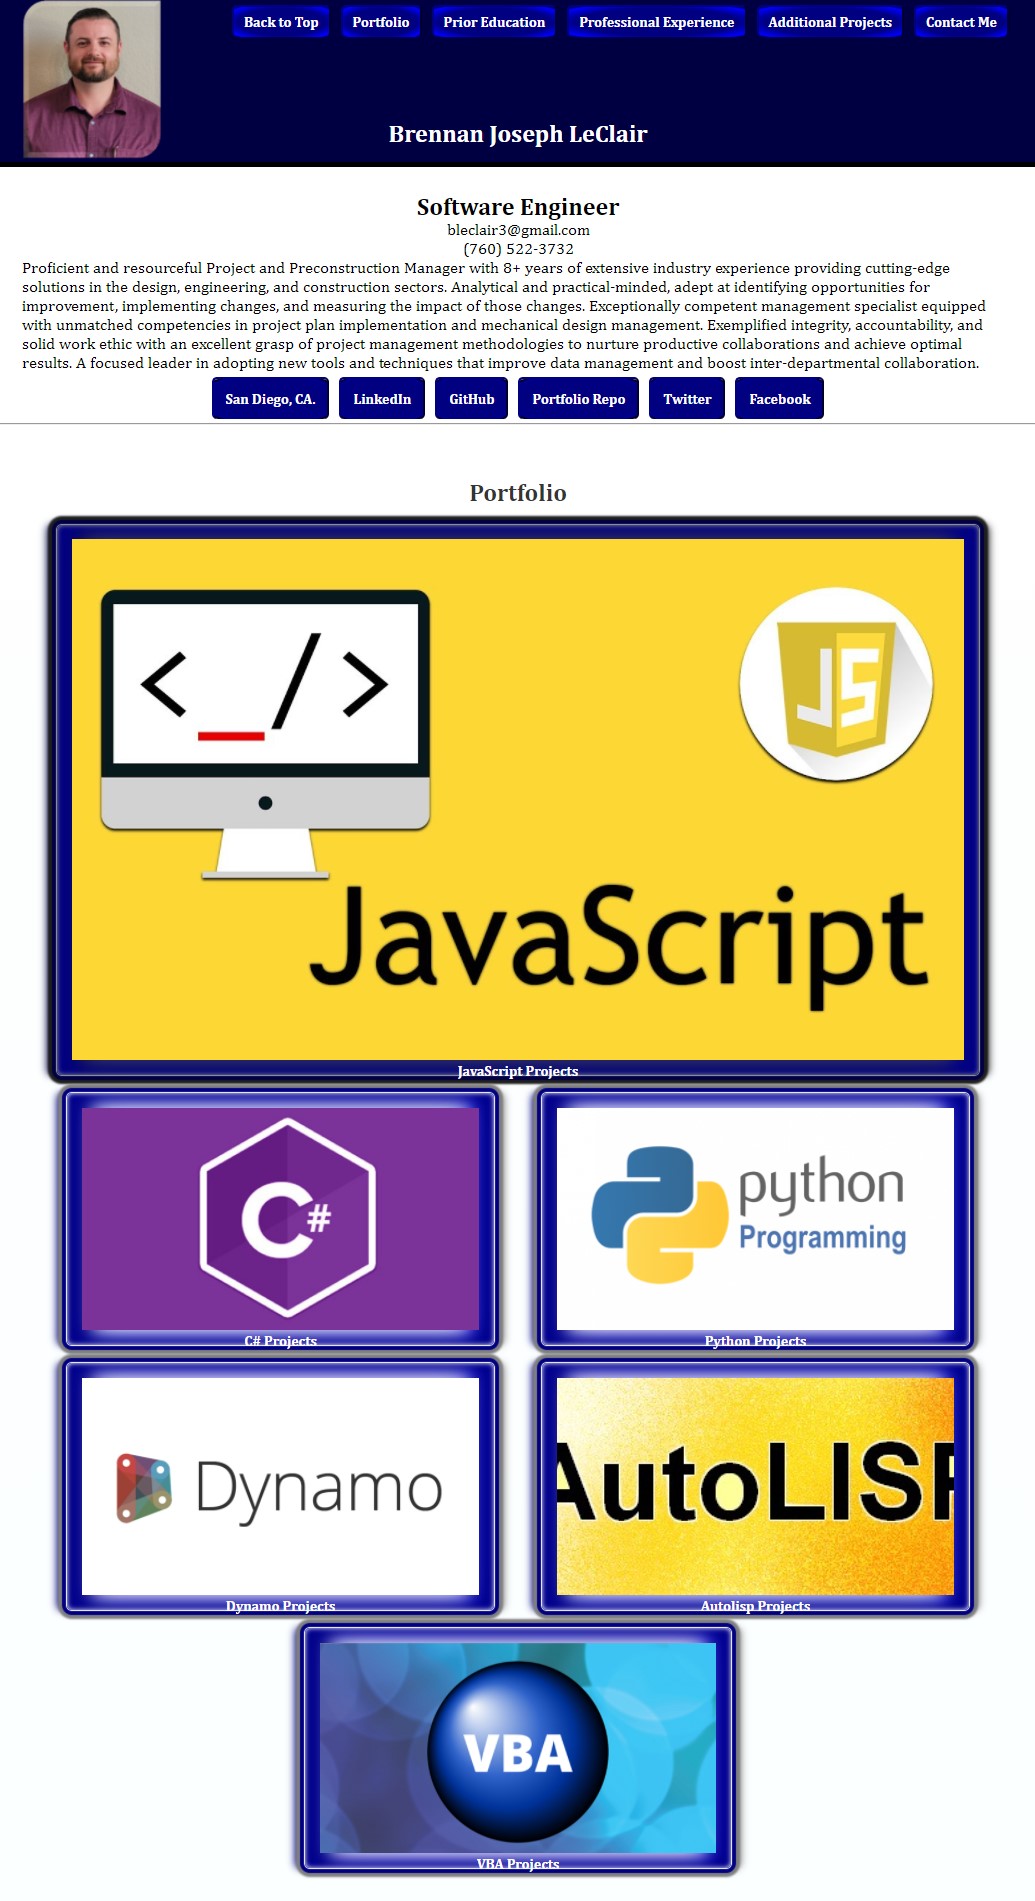 Back to Top Portfolio Prior Education Professional Experience Additional Projects Contact Me
Brennan Joseph LeClair
Software Engineer
bleclair3@gmail.com
(760) 522-3732
Proficient and resourceful Project and Preconstruction Manager with 8+ years of extensive industry experience providing cutting-edge
solutions in the design, engineering, and construction sectors. Analytical and practical-minded, adept at identifying opportunities for
improvement, implementing changes, and measuring the impact of those changes. Exceptionally competent management specialist equipped
with unmatched competencies in project plan implementation and mechanical design management. Exemplified integrity, accountability, and
solid work ethic with an excellent grasp of project management methodologies to nurture productive collaborations and achieve optimal
results. A focused leader in adopting new tools and techniques that improve data management and boost inter-departmental collaboration.
San Diego, CA. LinkedIn GitHub Portfolio Repo Twitter Facebook
Portfolio
<_/>
JS
JavaScript
JavaScript Projects
C#
C# Projects
python
Programming
Python Projects
Dynamo
Dynamo Projects
AutoLISP
Autolisp Projects
VBA
VBA Projects